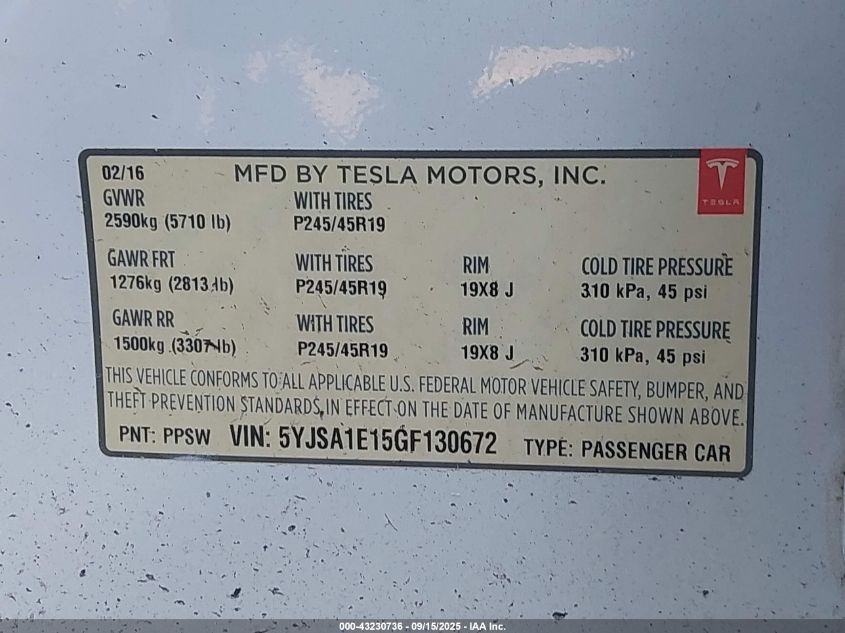 02/16 MFD BY TESLA MOTORS, INC.
TESLA
GVWR WITH TIRES
2590kg (5710 lb) P245/45R19
GAWR FRT WITH TIRES RIM COLD TIRE PRESSURE
1276kg (2813 lb) P245/45R19 19X8 J 310 kPa, 45 psi
GAWR RR WITH TIRES RIM COLD TIRE PRESSURE
1500kg (3307 lb) P245/45R19 19X8 J 310 kPa, 45 psi
THIS VEHICLE CONFORMS TO ALL APPLICABLE U.S. FEDERAL MOTOR VEHICLE SAFETY, BUMPER, AND
THEFT PREVENTION STANDARDS, IN EFFECT ON THE DATE OF MANUFACTURE SHOWN ABOVE.
PNT: PPSW VIN: 5YJSA1E15GF130672 TYPE: PASSENGER CAR
000-43230736 - 09/15/2025 - IAA Inc.